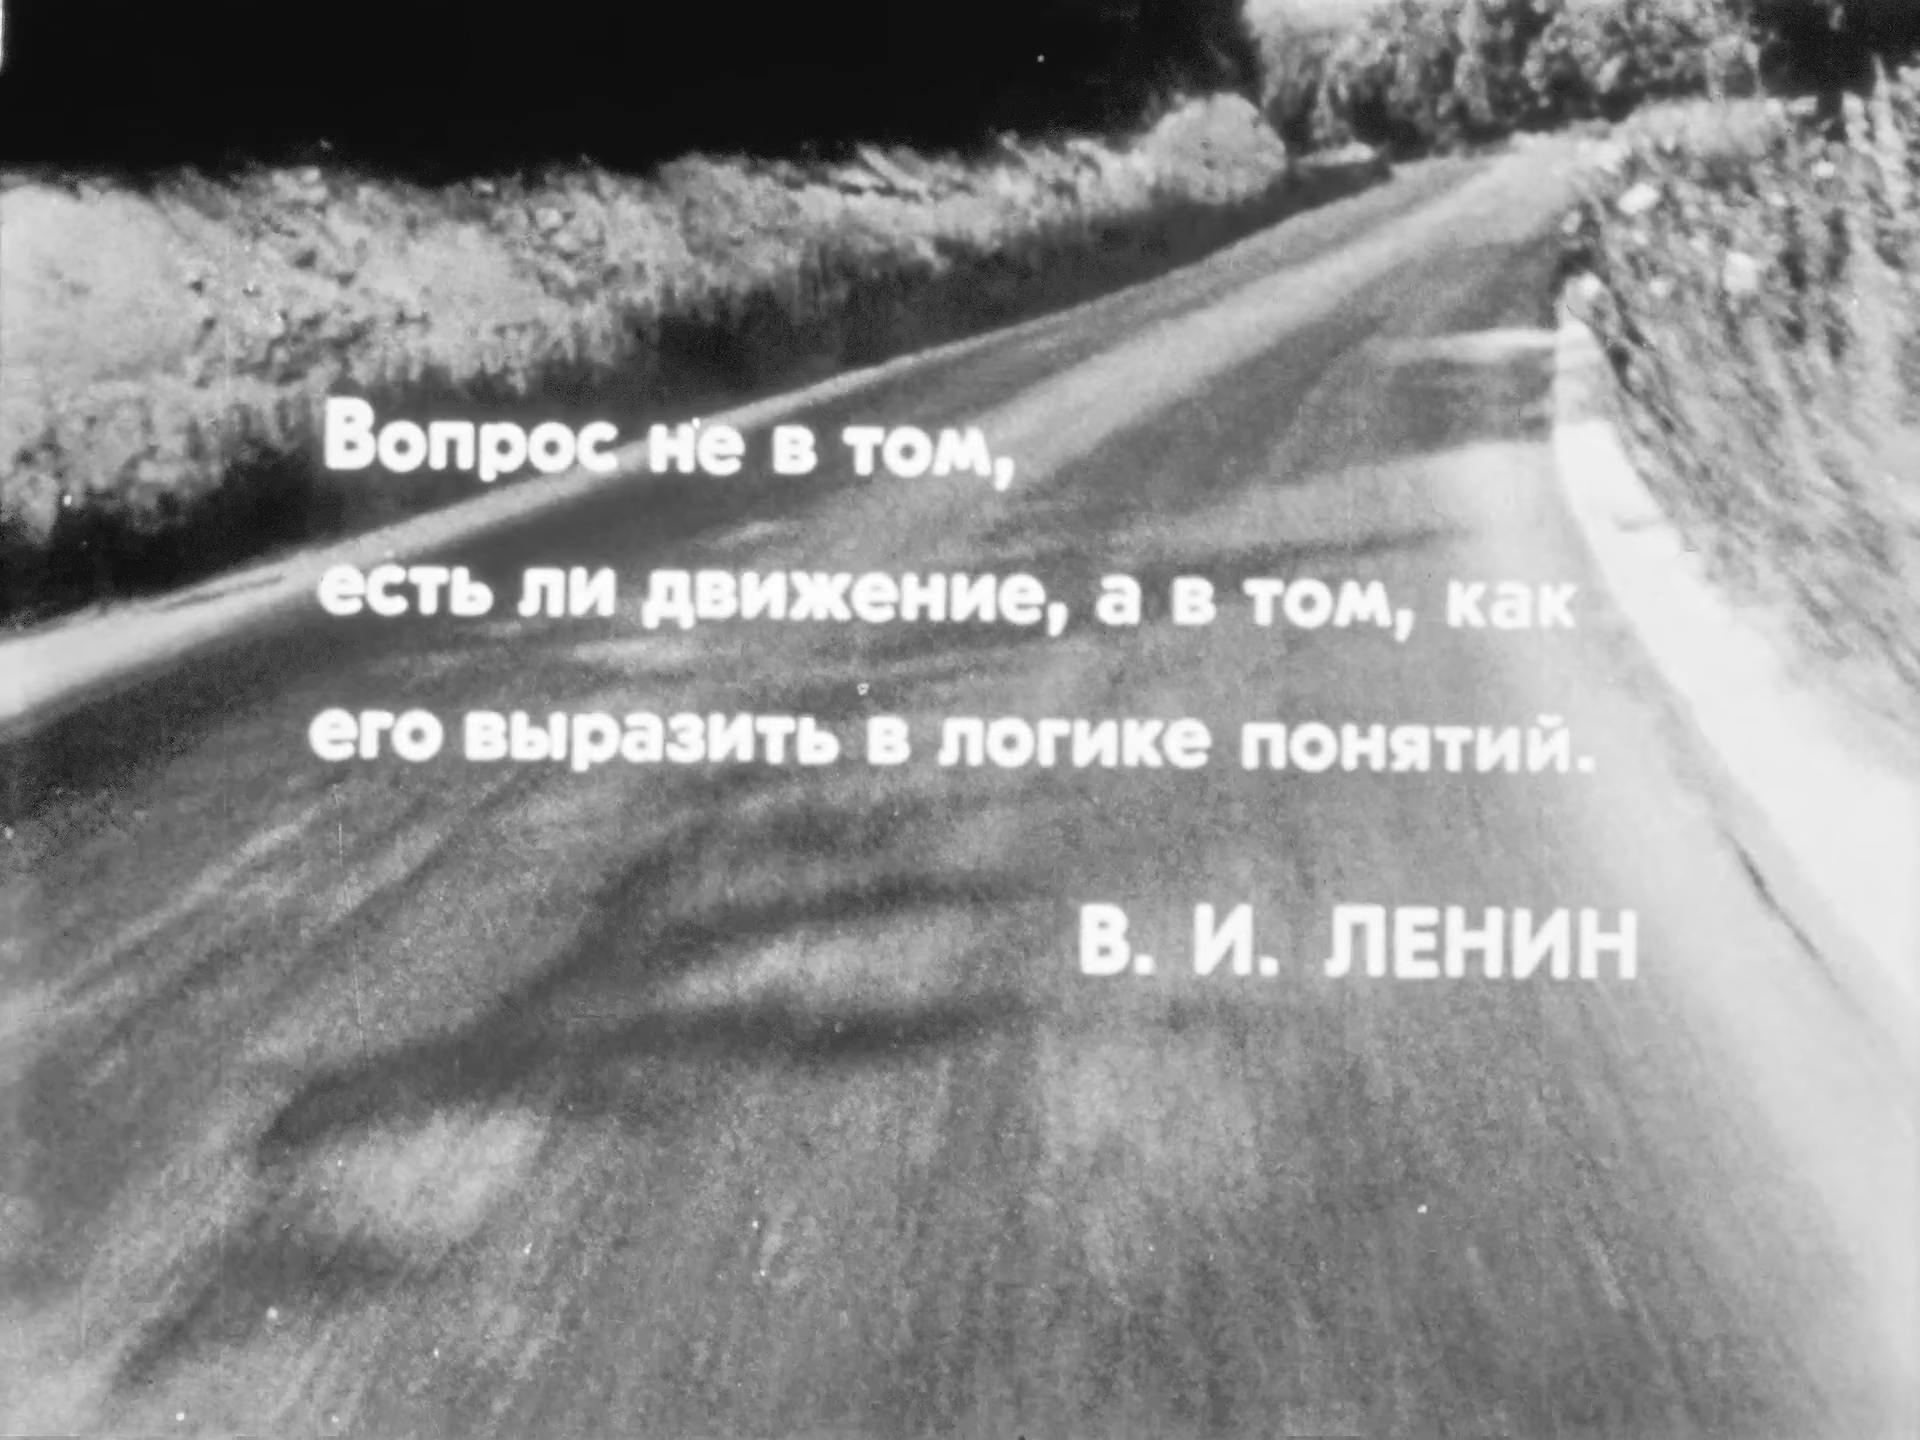 Вопрос не в том,
есть ли движение, а в том, как
его выразить в логике понятий.
В. И. ЛЕНИН